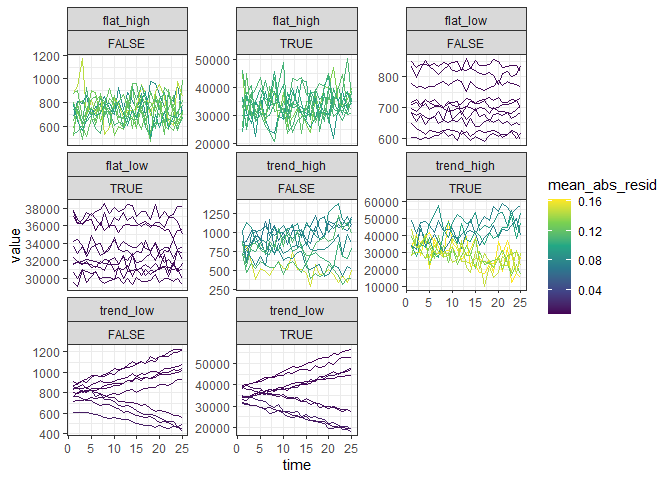 flat_high
FALSE
1200
1000
800
600
flat_high
TRUE
50000
40000
30000
20000
flat_low
FALSE
800
700
600
flat_low
TRUE
38000
36000
34000
32000
30000
trend_high
FALSE
1250
1000
750
500
250
trend_high
TRUE
60000
50000
40000
30000
20000
10000
0 5 10 15 20 25
trend_low
FALSE
1200
1000
800
600
400
0 5 10 15 20 25
trend_low
TRUE
50000
40000
30000
20000
0 5 10 15 20 25
value
time
mean_abs_resid
0.16
0.12
0.08
0.04